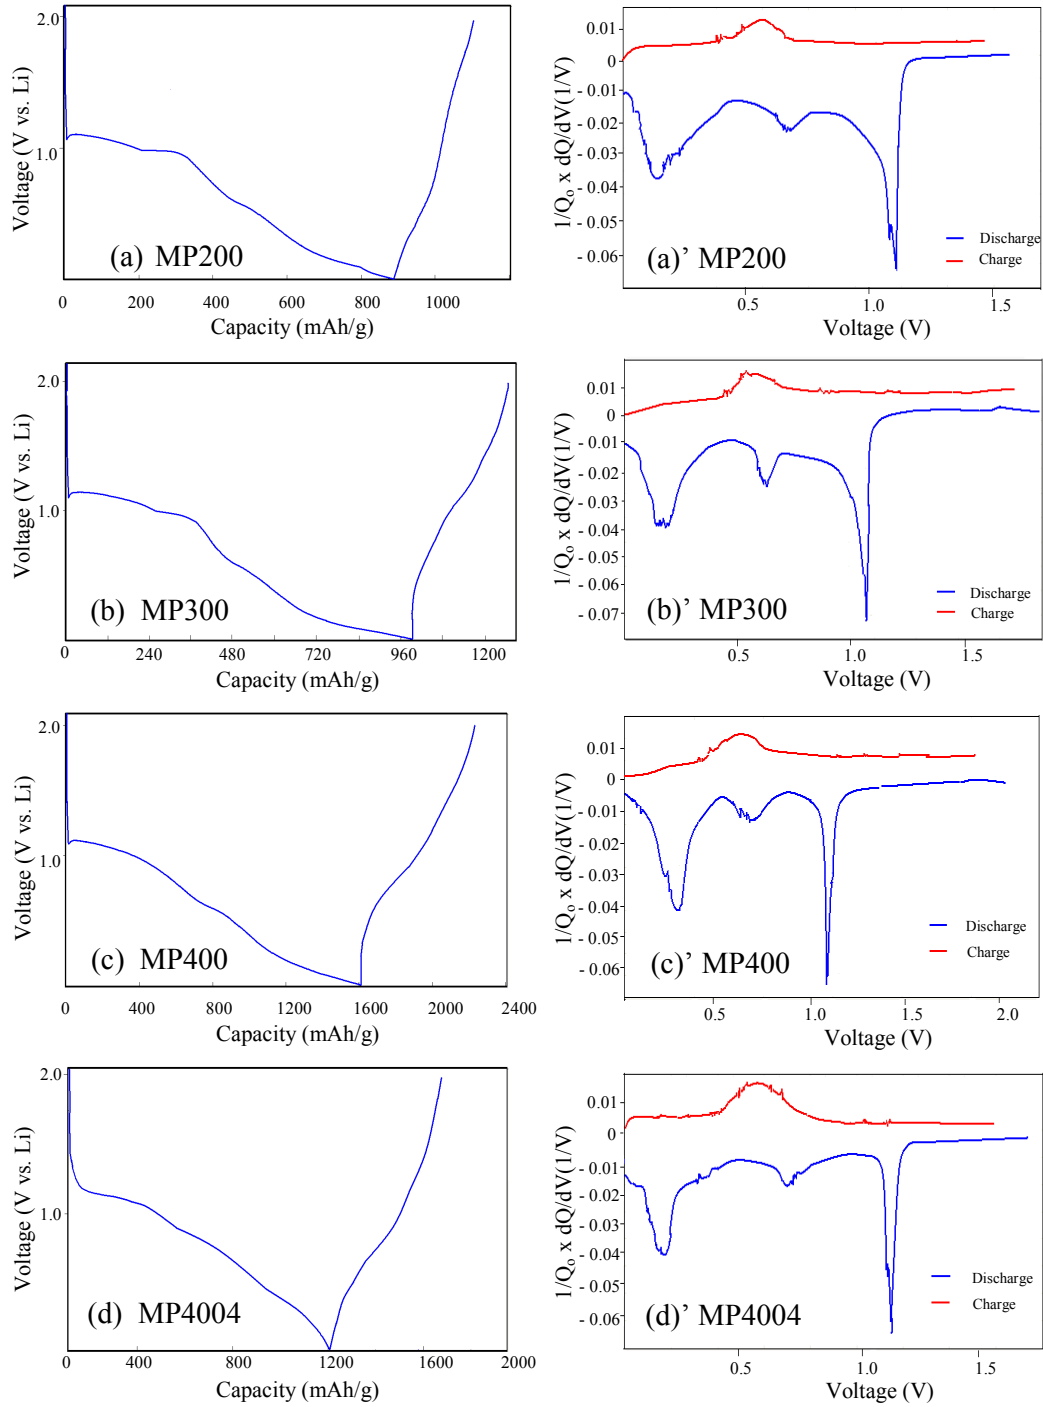 2.0
1.0
Voltage (V vs. Li)
(a) MP200
0 200 400 600 800 1000
Capacity (mAh/g)
0.01
0
- 0.01
- 0.02
- 0.03
- 0.04
- 0.05
- 0.06
1/Qo x dQ/dV(1/V)
Discharge
Charge
(a)’ MP200
0.5 1.0 1.5
Voltage (V)
2.0
1.0
Voltage (V vs. Li)
(b) MP300
0 240 480 720 960 1200
Capacity (mAh/g)
0.01
0
- 0.01
- 0.02
- 0.03
- 0.04
- 0.05
- 0.06
- 0.07
1/Qo x dQ/dV(1/V)
Discharge
Charge
(b)’ MP300
0.5 1.0 1.5
Voltage (V)
2.0
1.0
Voltage (V vs. Li)
(c) MP400
0 400 800 1200 1600 2000 2400
Capacity (mAh/g)
0.01
0
- 0.01
- 0.02
- 0.03
- 0.04
- 0.05
- 0.06
1/Qo x dQ/dV(1/V)
Discharge
Charge
(c)’ MP400
0.5 1.0 1.5 2.0
Voltage (V)
2.0
1.0
Voltage (V vs. Li)
(d) MP4004
0 400 800 1200 1600 2000
Capacity (mAh/g)
0.01
0
- 0.01
- 0.02
- 0.03
- 0.04
- 0.05
- 0.06
1/Qo x dQ/dV(1/V)
Discharge
Charge
(d)’ MP4004
0.5 1.0 1.5
Voltage (V)